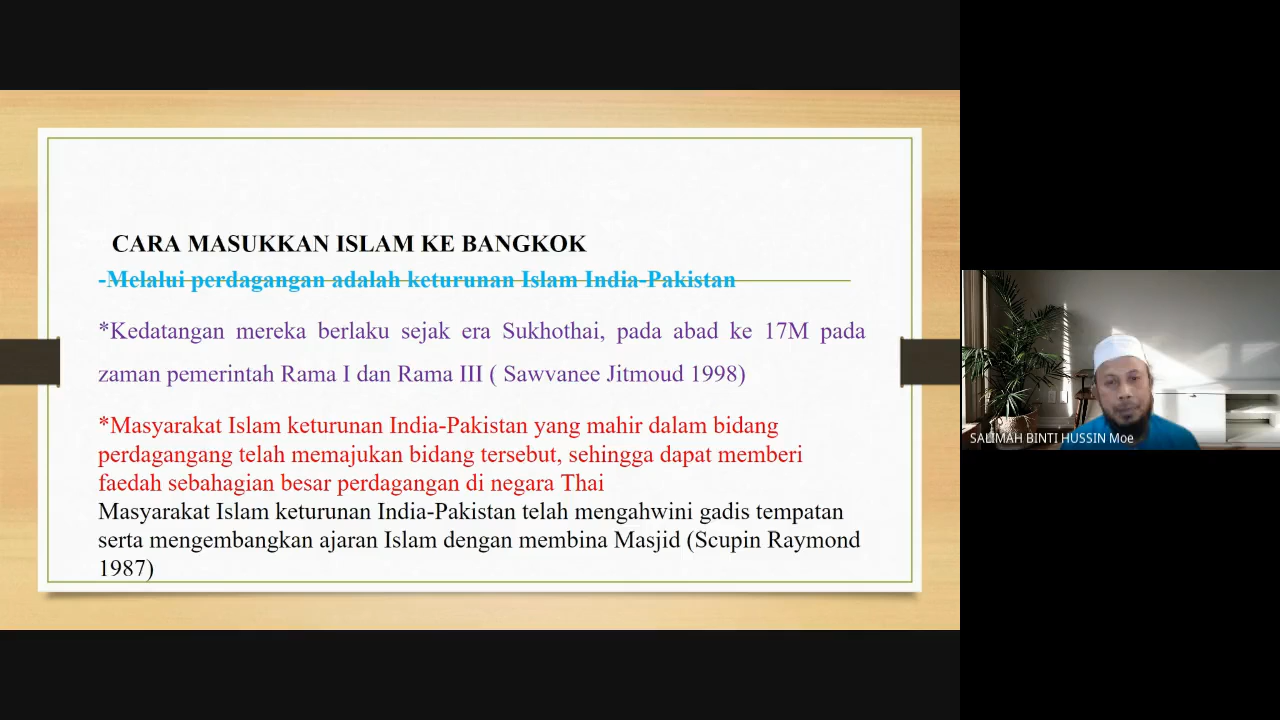 CARA MASUKKAN ISLAM KE BANGKOK
-Melalui perdagangan adalah keturunan Islam India-Pakistan
*Kedatangan mereka berlaku sejak era Sukhothai, pada abad ke 17M pada
zaman pemerintah Rama I dan Rama III ( Sawvanee Jitmoud 1998)
*Masyarakat Islam keturunan India-Pakistan yang mahir dalam bidang
perdagangang telah memajukan bidang tersebut, sehingga dapat memberi
faedah sebahagian besar perdagangan di negara Thai
Masyarakat Islam keturunan India-Pakistan telah mengahwini gadis tempatan
serta mengembangkan ajaran Islam dengan membina Masjid (Scupin Raymond
1987)
SALIMAH BINTI HUSSIN Moe